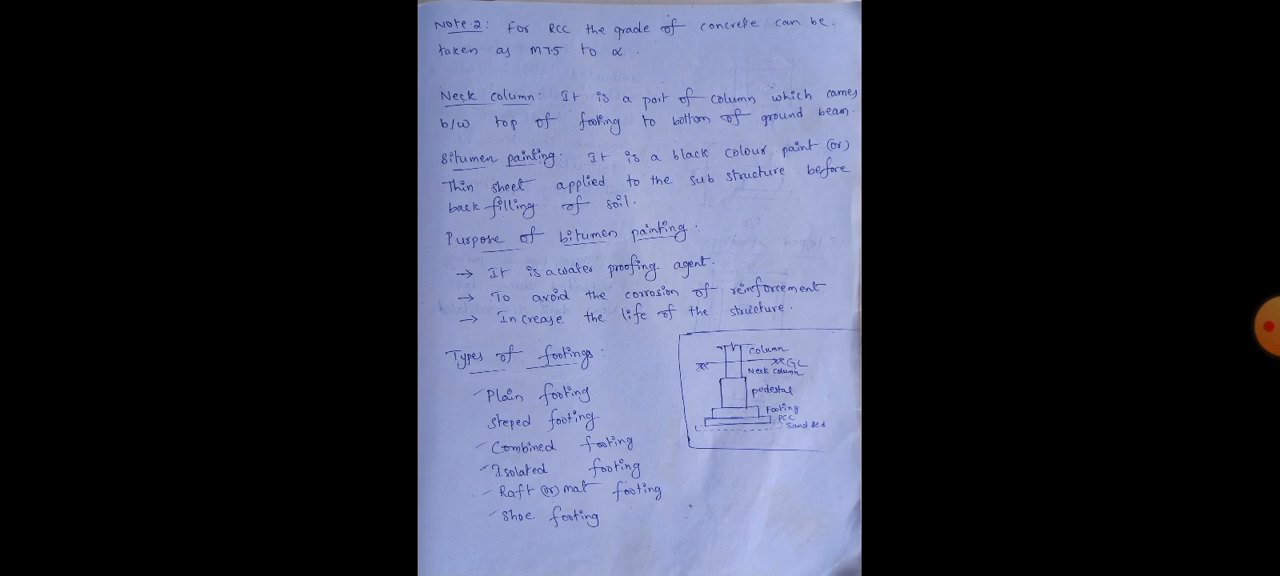 Note 2: For RCC the grade of concrete can be.
taken as M7.5 to α.
Neck column: It is a part of column which comes
b/w top of footing to bottom of ground beam.
Bitumen painting: It is a black colour paint (or)
Thin sheet applied to the sub structure before
back filling of soil.
Purpose of bitumen painting:
→ It is a water proofing agent.
→ To avoid the corrosion of reinforcement
→ Increase the life of the structure.
Types of footings:
Plain footing
Steped footing
Combined footing
Isolated footing
Raft (or) mat footing
Shoe footing
column
GL
Neck column
pedestal
Footing
PCC
Sand bed